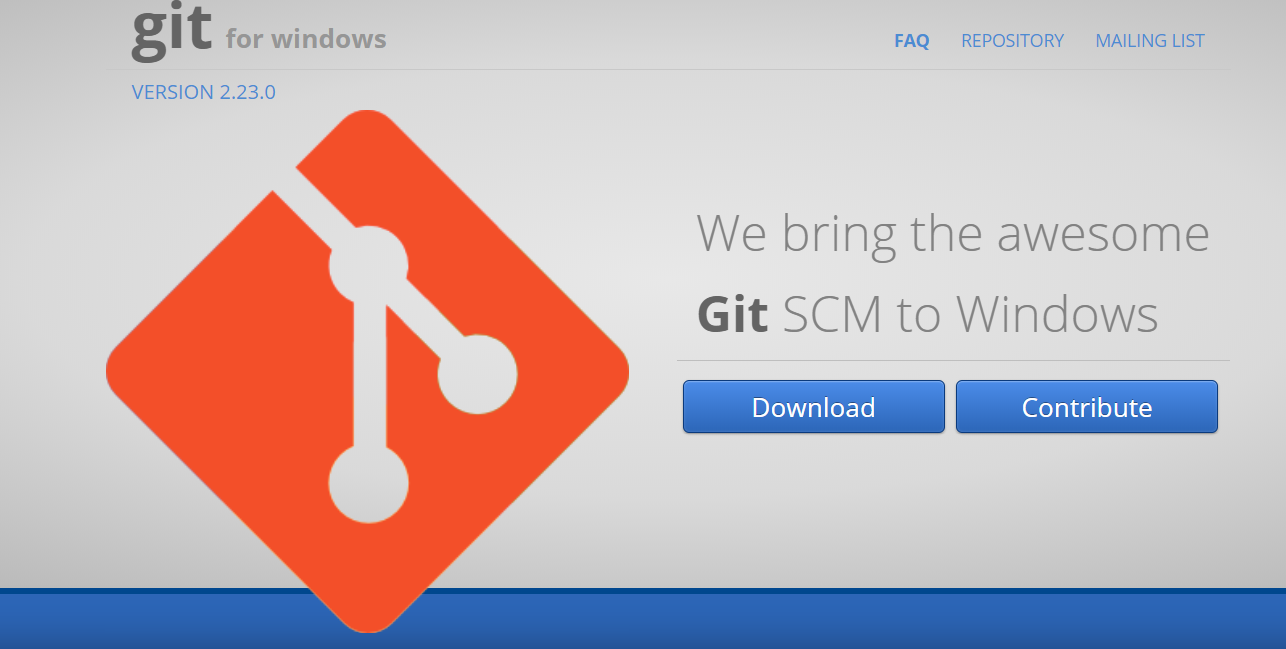 git for windows
FAQ REPOSITORY MAILING LIST
VERSION 2.23.0
We bring the awesome
Git SCM to Windows
Download Contribute